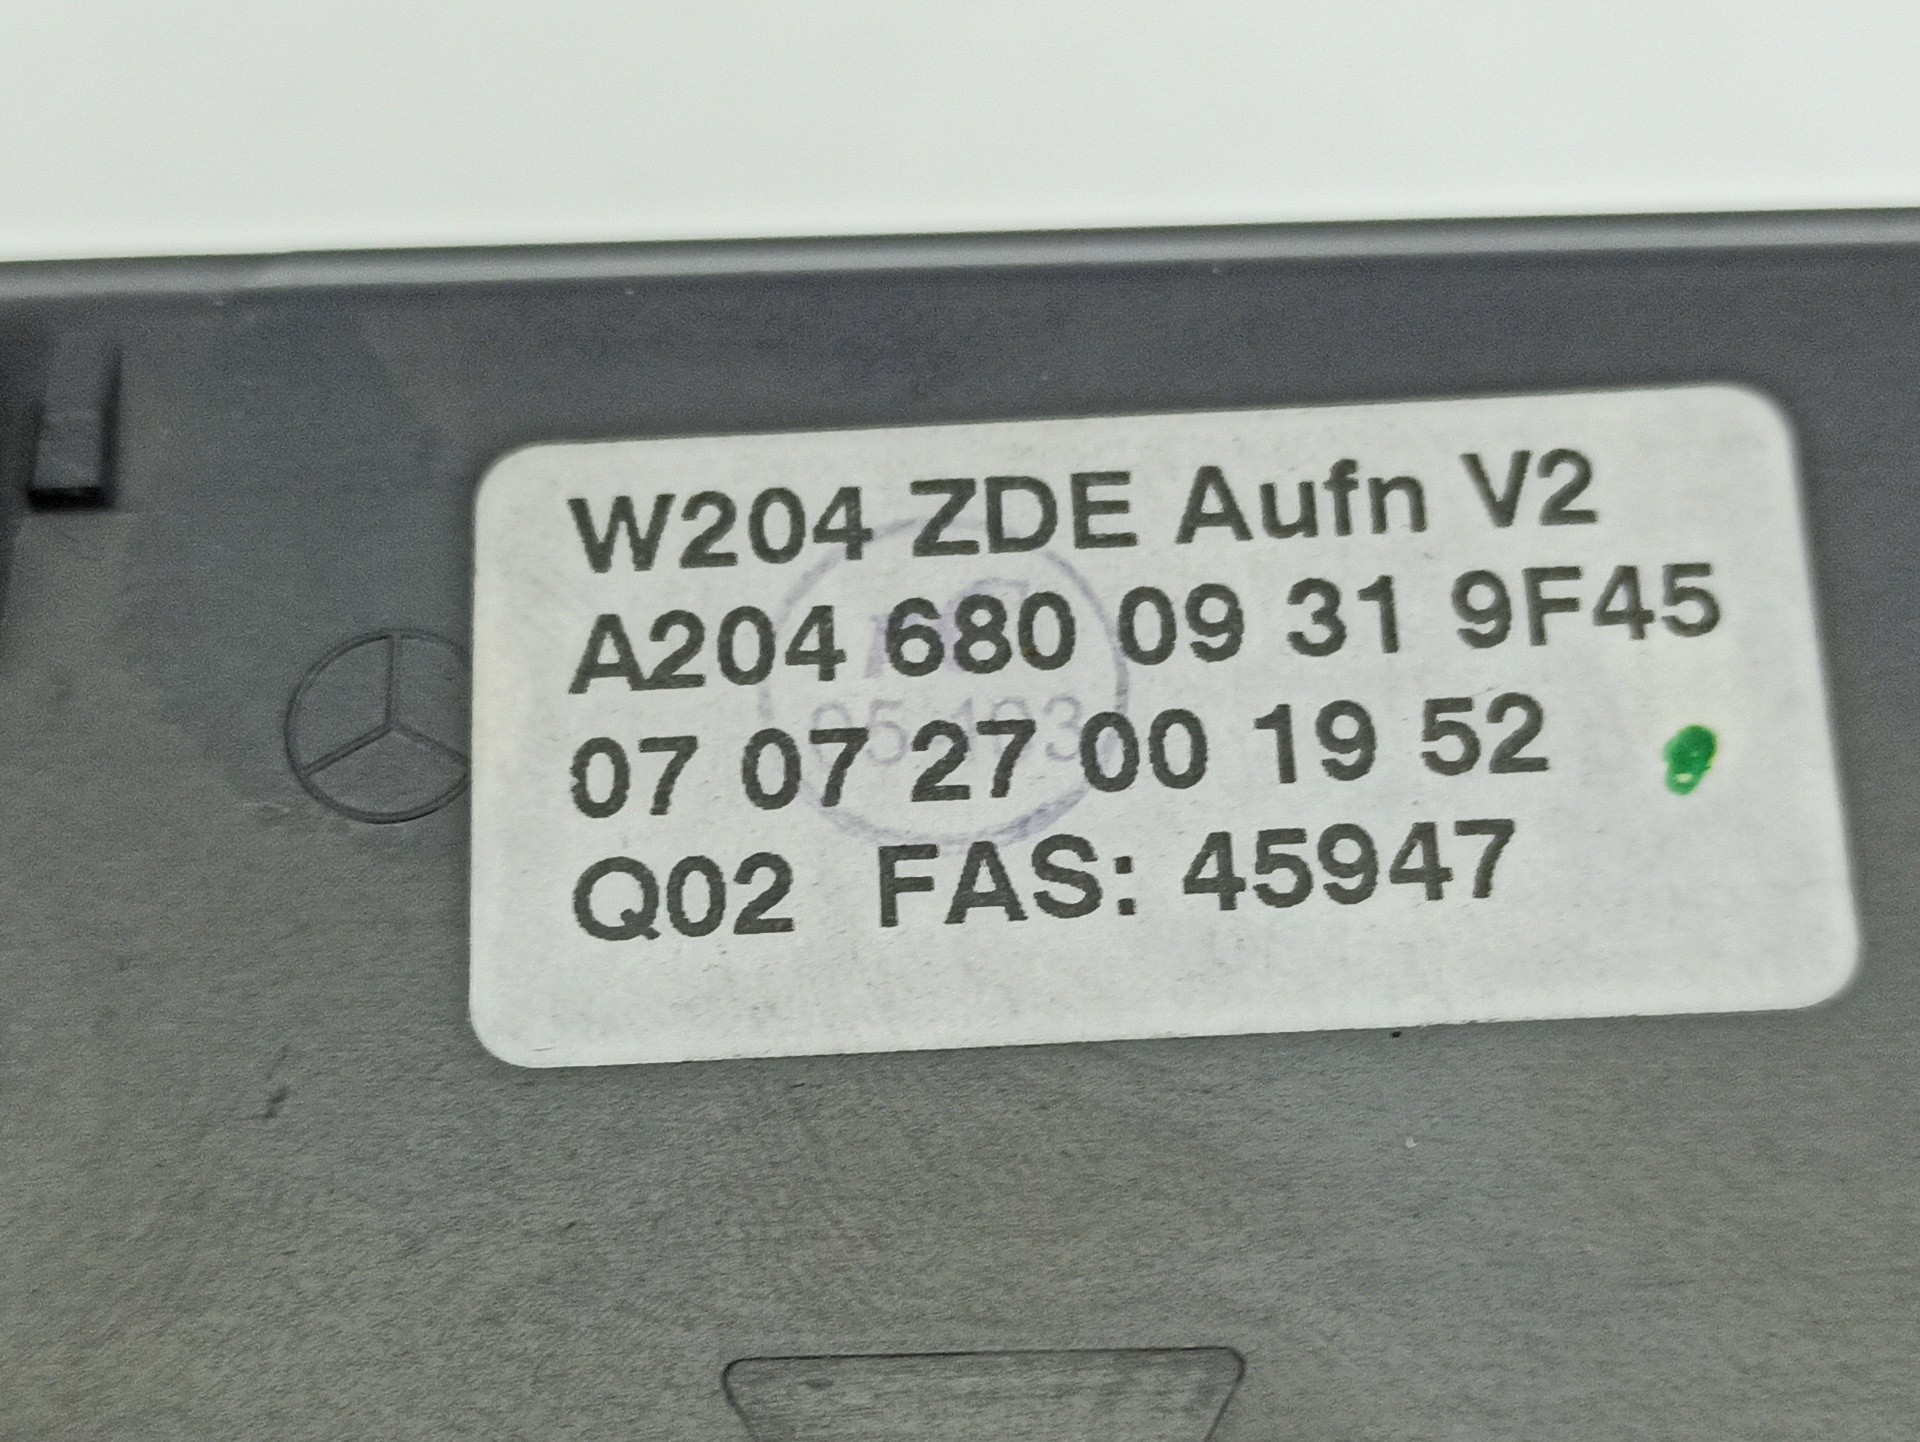 W204 ZDE Aufn V2
A204 680 09 31 9F45
07 07 27 00 19 52
Q02 FAS: 45947